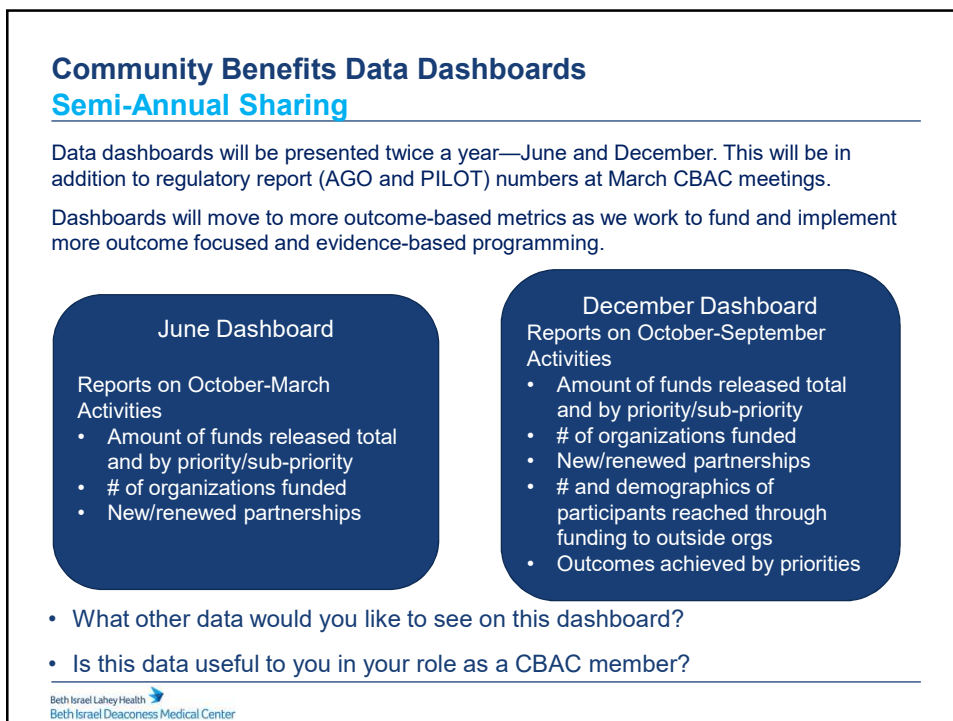 Community Benefits Data Dashboards
Semi-Annual Sharing
Data dashboards will be presented twice a year—June and December. This will be in
addition to regulatory report (AGO and PILOT) numbers at March CBAC meetings.
Dashboards will move to more outcome-based metrics as we work to fund and implement
more outcome focused and evidence-based programming.
June Dashboard
Reports on October-March
Activities
• Amount of funds released total
and by priority/sub-priority
• # of organizations funded
• New/renewed partnerships
December Dashboard
Reports on October-September
Activities
• Amount of funds released total
and by priority/sub-priority
• # of organizations funded
• New/renewed partnerships
• # and demographics of
participants reached through
funding to outside orgs
• Outcomes achieved by priorities
• What other data would you like to see on this dashboard?
• Is this data useful to you in your role as a CBAC member?
Beth Israel Lahey Health
Beth Israel Deaconess Medical Center